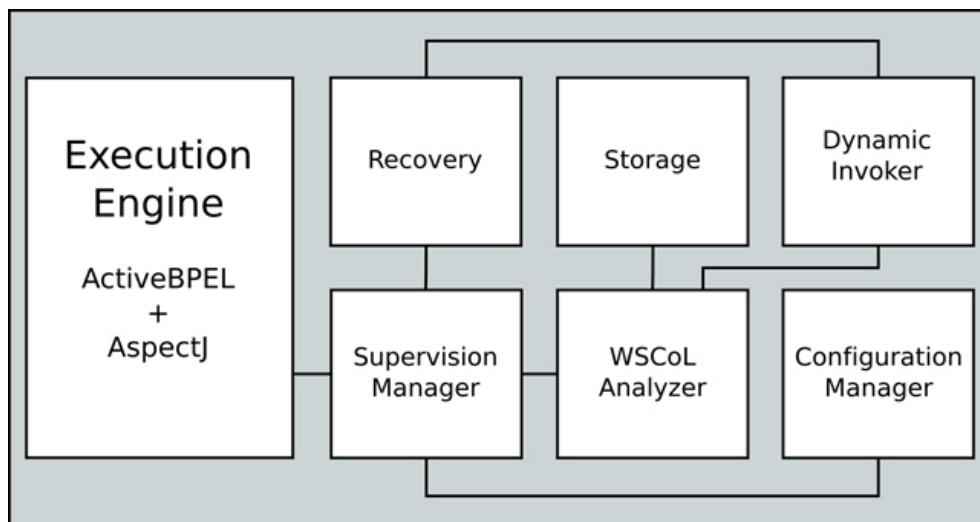 Execution
Engine
ActiveBPEL
+
AspectJ
Recovery
Storage
Dynamic
Invoker
Supervision
Manager
WSCoL
Analyzer
Configuration
Manager